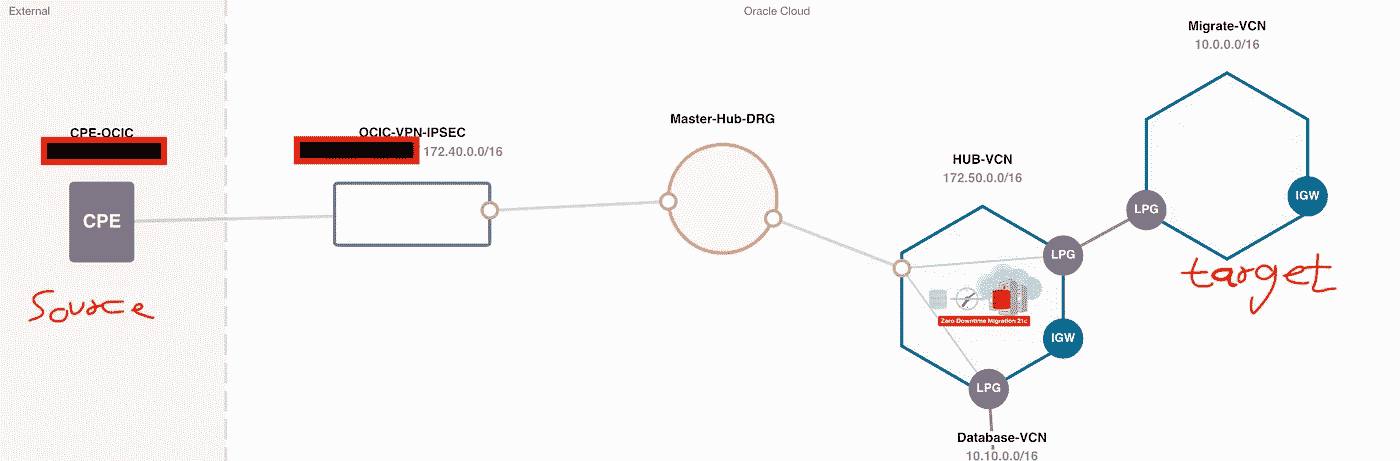 External
Oracle Cloud
Migrate-VCN
10.0.0.0/16
CPE-OCIC
OCIC-VPN-IPSEC
172.40.0.0/16
Master-Hub-DRG
HUB-VCN
172.50.0.0/16
CPE
LPG
IGW
LPG
Source
target
Zero Downtime Migration 21c
IGW
LPG
Database-VCN
10.10.0.0/16